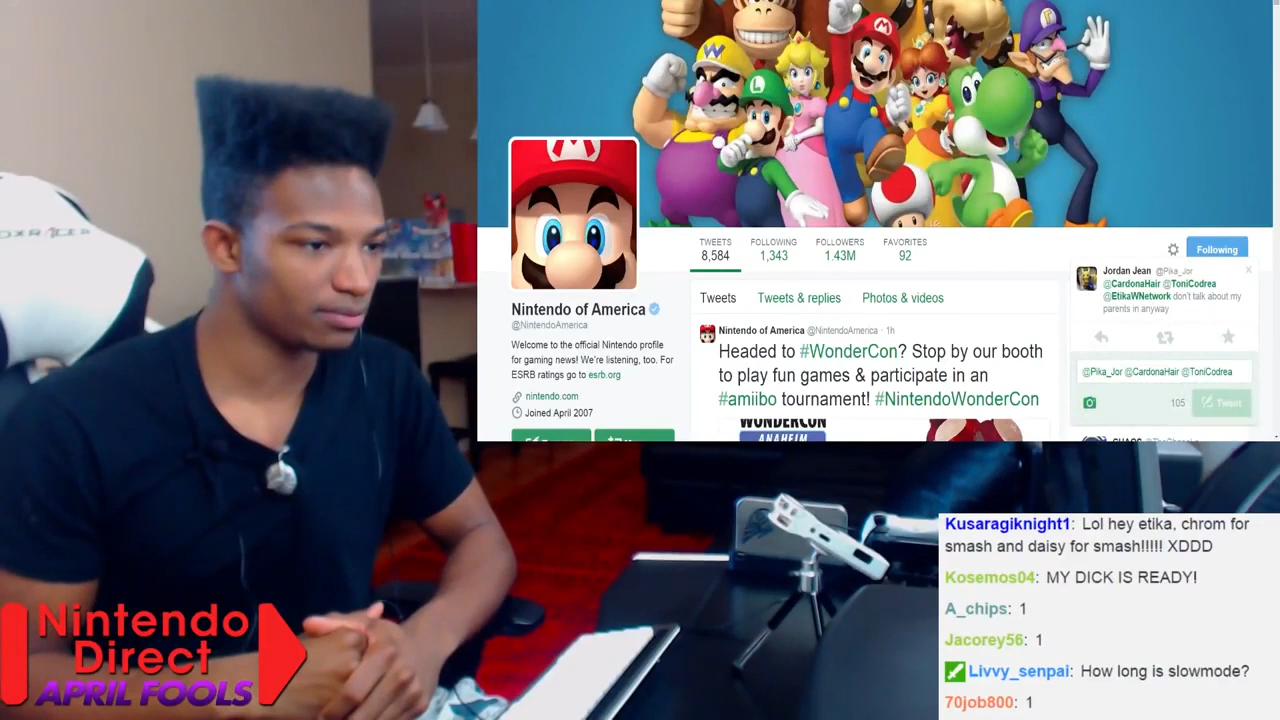 DXRACER
M
W
L
TWEETS
8,584
FOLLOWING
1,343
FOLLOWERS
1.43M
FAVORITES
92
Following
Nintendo of America
@NintendoAmerica
Welcome to the official Nintendo profile
for gaming news! We're listening, too. For
ESRB ratings go to esrb.org
nintendo.com
Joined April 2007
Tweets Tweets & replies Photos & videos
Nintendo of America @NintendoAmerica · 1h
Headed to #WonderCon? Stop by our booth
to play fun games & participate in an
#amiibo tournament! #NintendoWonderCon
WONDERCON
ANAHEIM
Jordan Jean @Pika_Jor
@CardonaHair @ToniCodrea
@EtikaWNetwork don't talk about my
parents in anyway
@Pika_Jor @CardonaHair @ToniCodrea
105 Tweet
Kusaragiknight1: Lol hey etika, chrom for
smash and daisy for smash!!!!! XDDD
Kosemos04: MY DICK IS READY!
A_chips: 1
Jacorey56: 1
Livvy_senpai: How long is slowmode?
70job800: 1
Nintendo
Direct
APRIL FOOLS